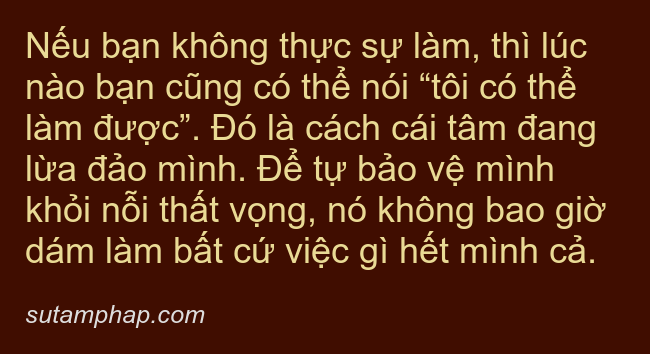 Nếu bạn không thực sự làm, thì lúc
nào bạn cũng có thể nói “tôi có thể
làm được”. Đó là cách cái tâm đang
lừa đảo mình. Để tự bảo vệ mình
khỏi nỗi thất vọng, nó không bao giờ
dám làm bất cứ việc gì hết mình cả.
sutamphap.com